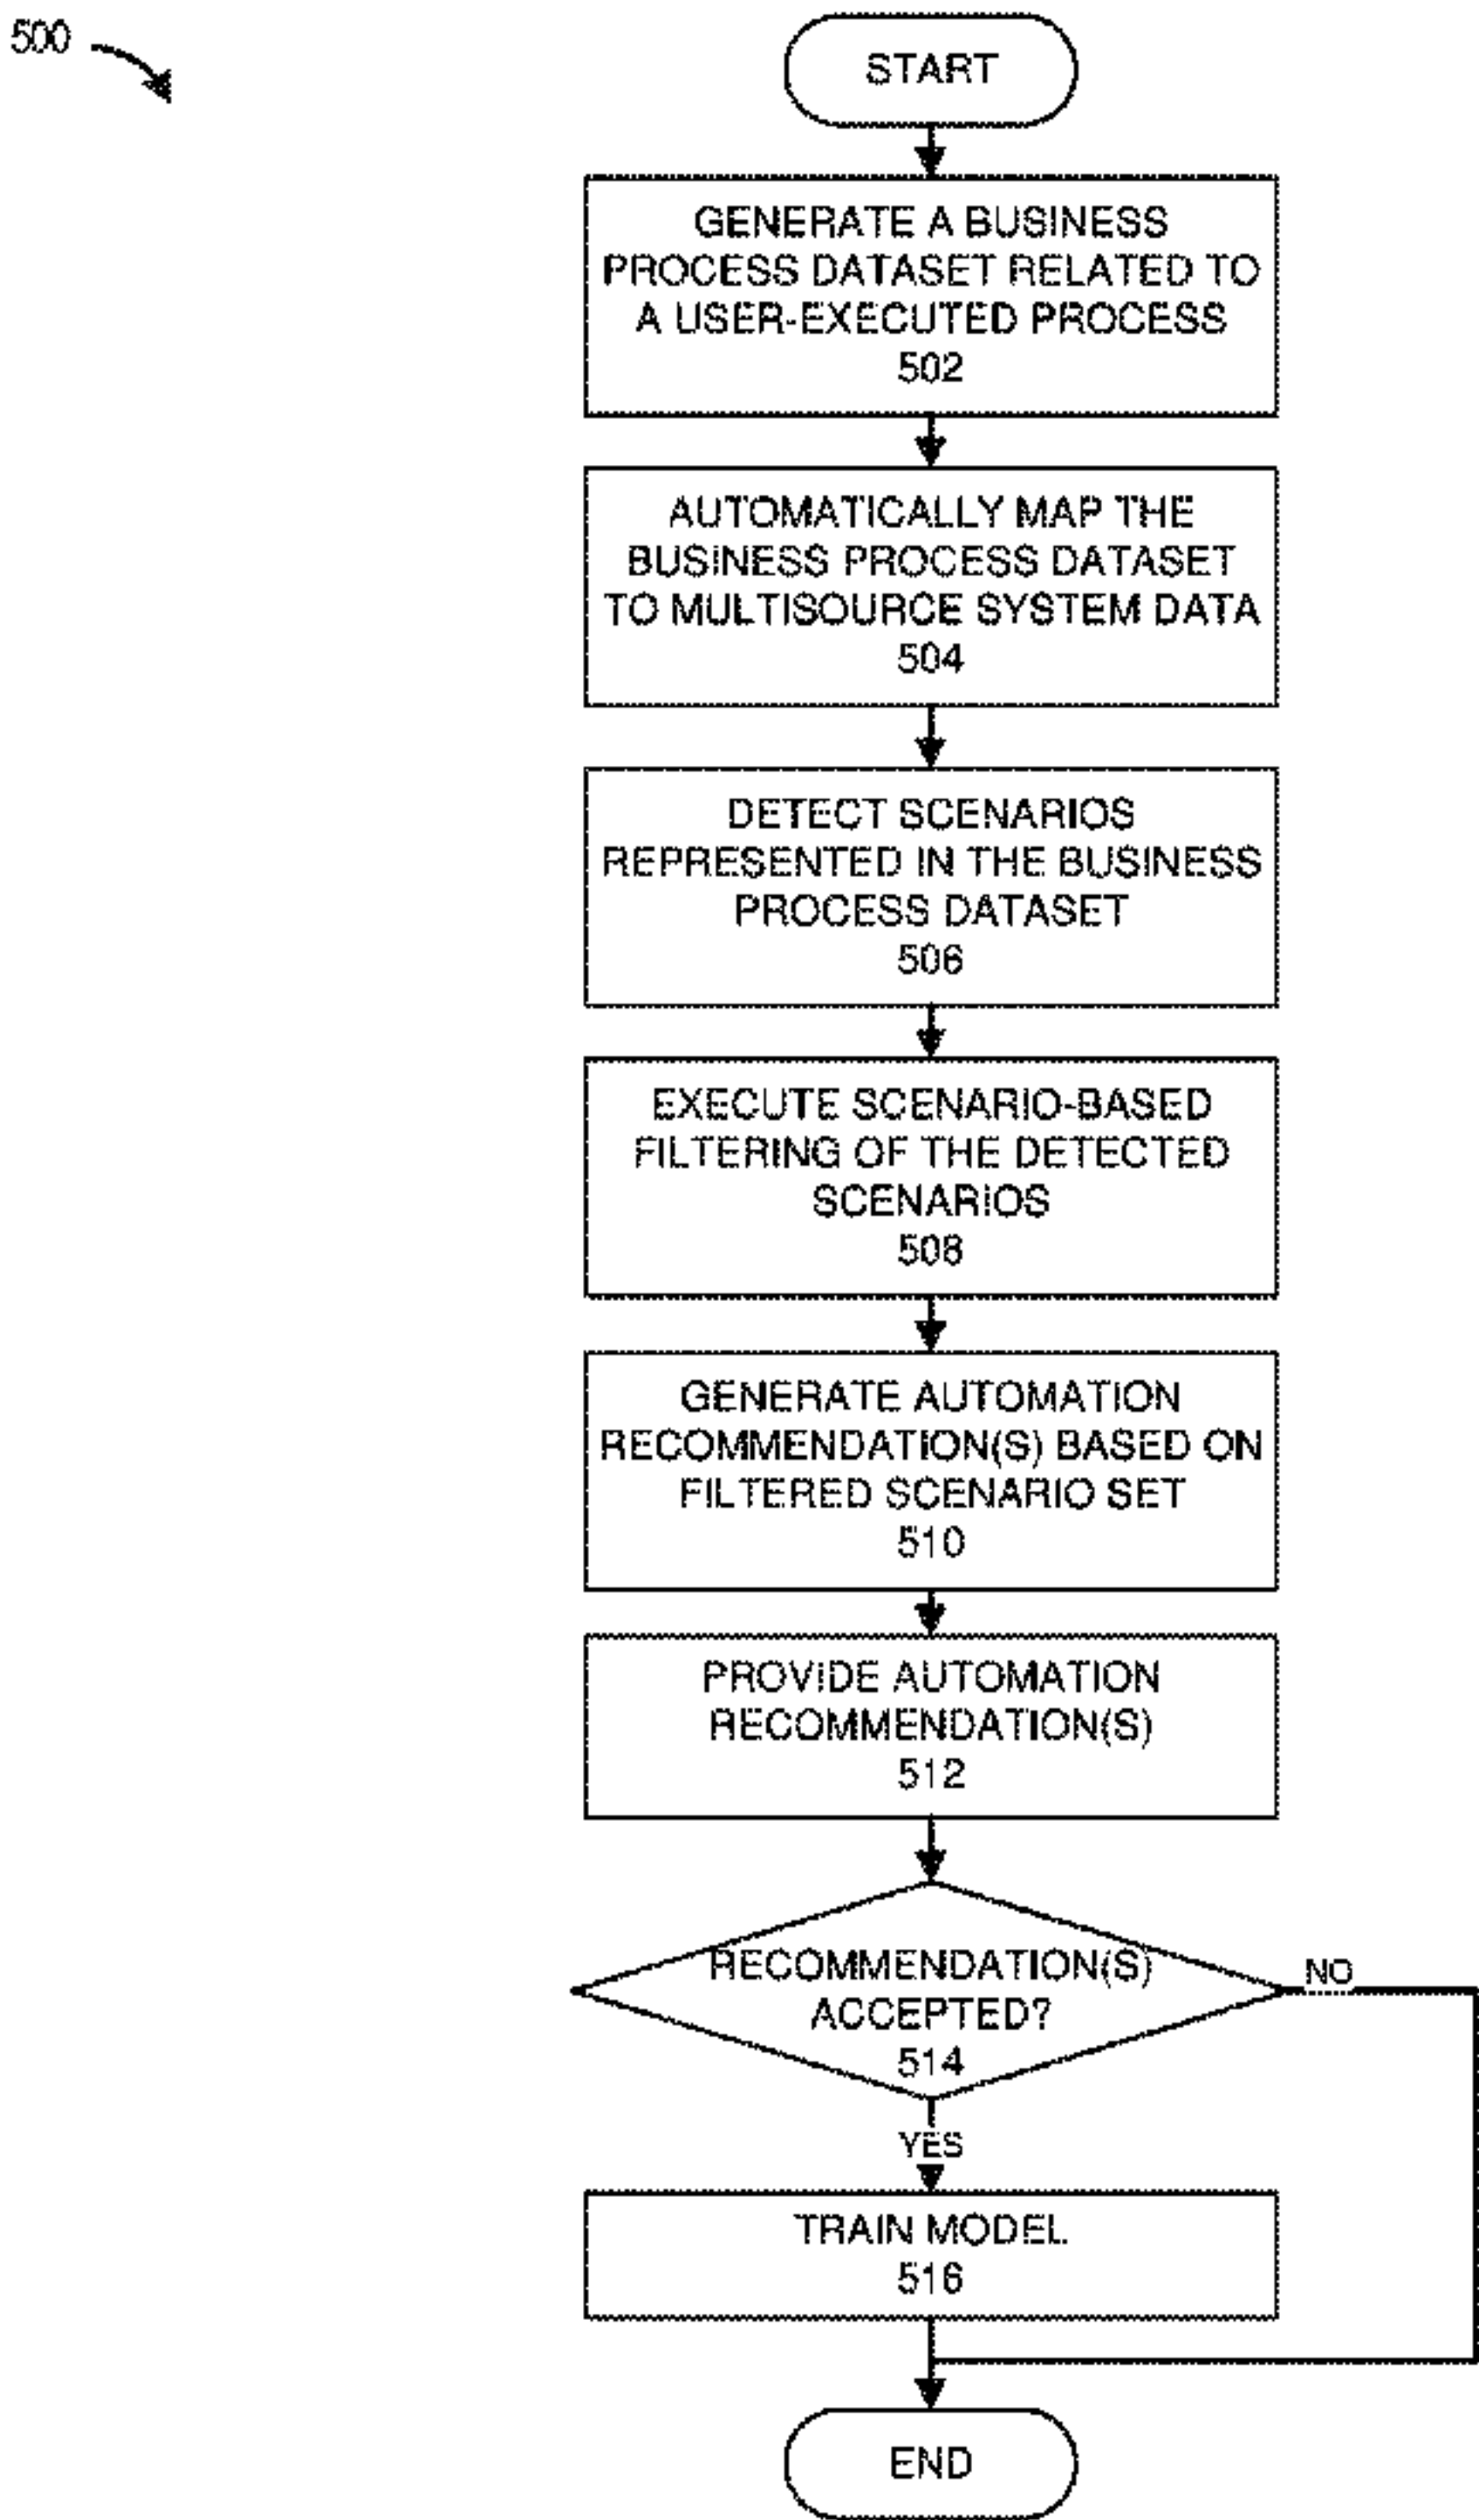 500
START
GENERATE A BUSINESS
PROCESS DATASET RELATED TO
A USER-EXECUTED PROCESS
502
AUTOMATICALLY MAP THE
BUSINESS PROCESS DATASET
TO MULTISOURCE SYSTEM DATA
504
DETECT SCENARIOS
REPRESENTED IN THE BUSINESS
PROCESS DATASET
506
EXECUTE SCENARIO-BASED
FILTERING OF THE DETECTED
SCENARIOS
508
GENERATE AUTOMATION
RECOMMENDATION(S) BASED ON
FILTERED SCENARIO SET
510
PROVIDE AUTOMATION
RECOMMENDATION(S)
512
RECOMMENDATION(S)
ACCEPTED?
514
NO
YES
TRAIN MODEL
516
END